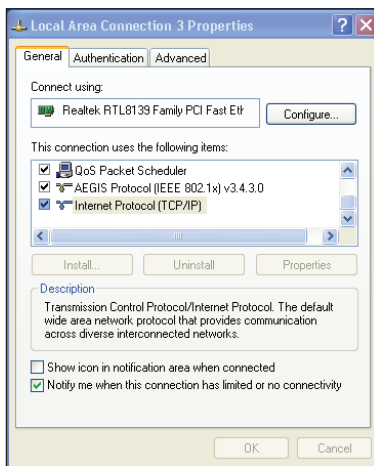 Local Area Connection 3 Properties
General Authentication Advanced
Connect using:
Realtek RTL8139 Family PCI Fast Eth
Configure...
This connection uses the following items:
QoS Packet Scheduler
AEGIS Protocol (IEEE 802.1x) v3.4.3.0
Internet Protocol (TCP/IP)
Install... Uninstall Properties
Description
Transmission Control Protocol/Internet Protocol. The default
wide area network protocol that provides communication
across diverse interconnected networks.
Show icon in notification area when connected
Notify me when this connection has limited or no connectivity
OK Cancel